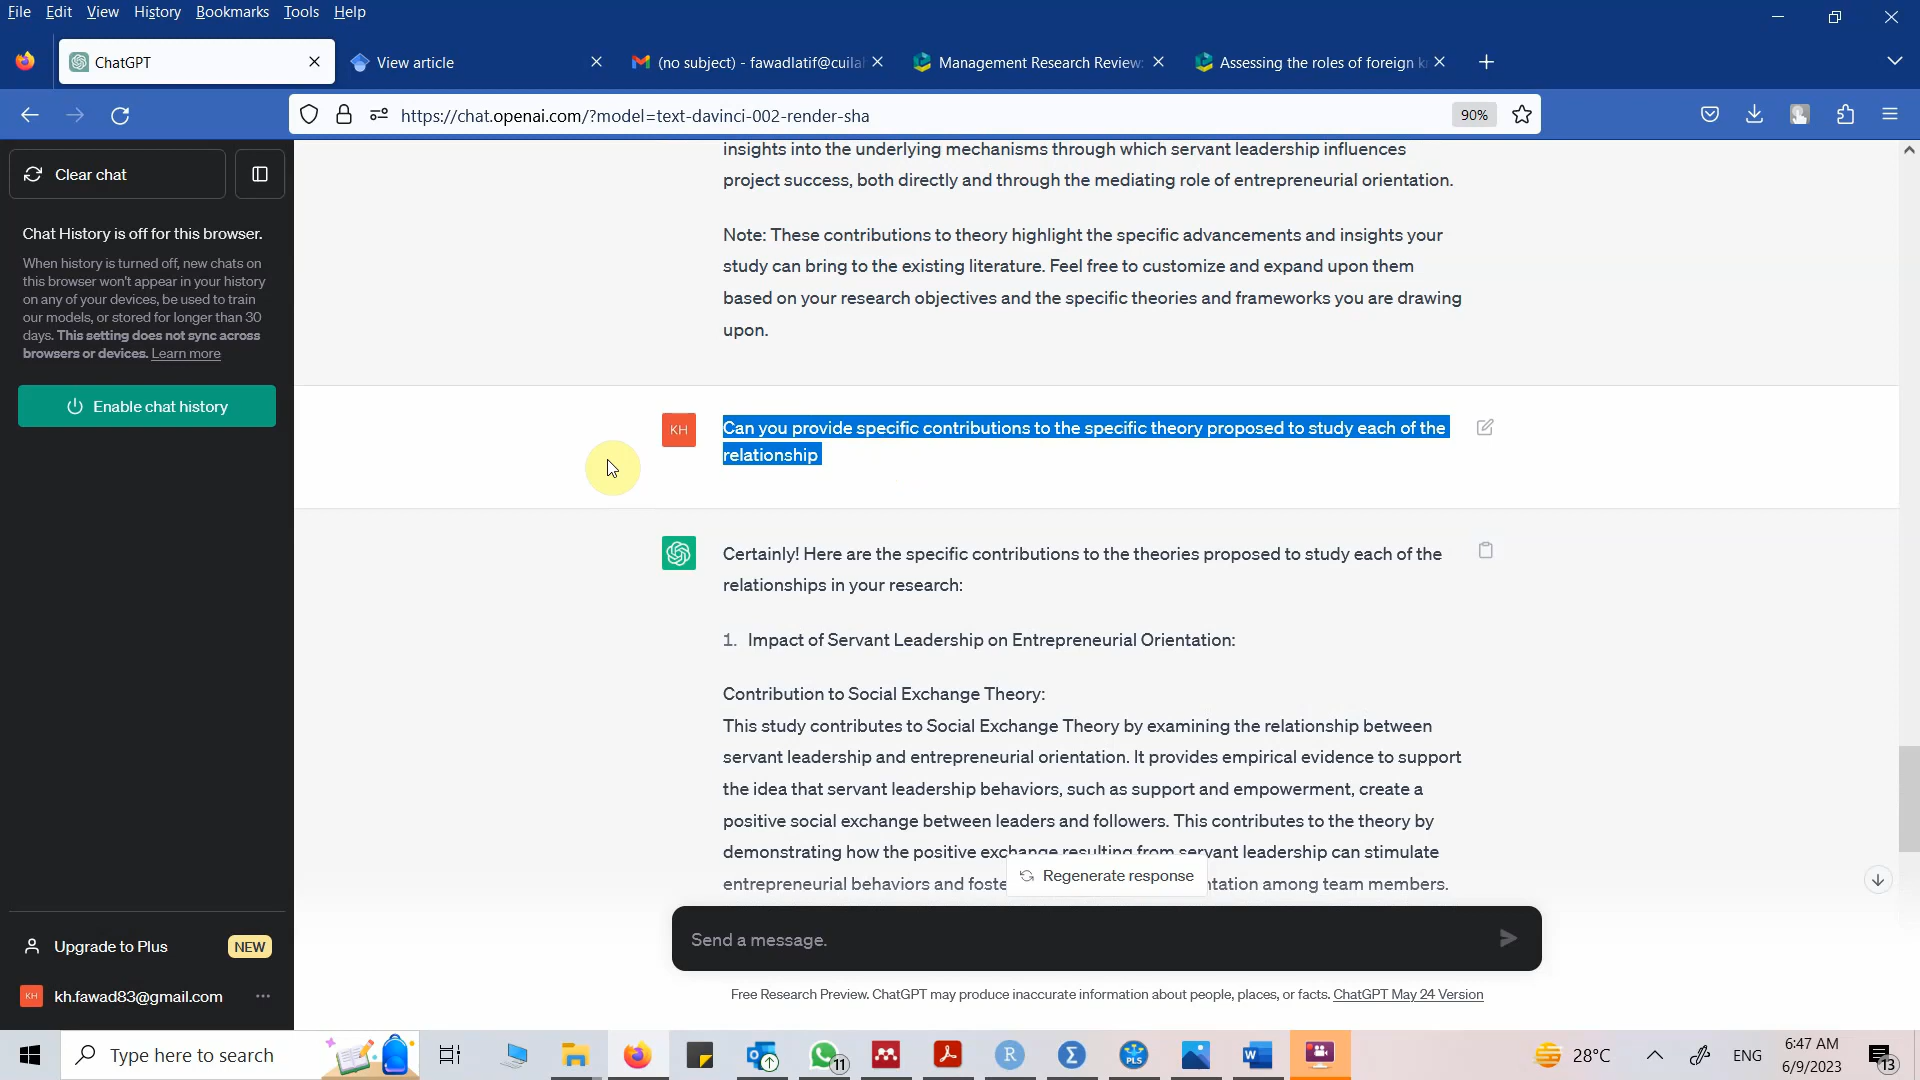 File Edit View History Bookmarks Tools Help
ChatGPT
View article
(no subject) - fawadlatif@cuilah
Management Research Review:
Assessing the roles of foreign k
https://chat.openai.com/?model=text-davinci-002-render-sha
90%
Clear chat
Chat History is off for this browser.
When history is turned off, new chats on
this browser won't appear in your history
on any of your devices, be used to train
our models, or stored for longer than 30
days. This setting does not sync across
browsers or devices. Learn more
Enable chat history
insights into the underlying mechanisms through which servant leadership influences
project success, both directly and through the mediating role of entrepreneurial orientation.
Note: These contributions to theory highlight the specific advancements and insights your
study can bring to the existing literature. Feel free to customize and expand upon them
based on your research objectives and the specific theories and frameworks you are drawing
upon.
KH
Can you provide specific contributions to the specific theory proposed to study each of the
relationship
Certainly! Here are the specific contributions to the theories proposed to study each of the
relationships in your research:
1. Impact of Servant Leadership on Entrepreneurial Orientation:
Contribution to Social Exchange Theory:
This study contributes to Social Exchange Theory by examining the relationship between
servant leadership and entrepreneurial orientation. It provides empirical evidence to support
the idea that servant leadership behaviors, such as support and empowerment, create a
positive social exchange between leaders and followers. This contributes to the theory by
demonstrating how the positive exchange resulting from servant leadership can stimulate
entrepreneurial behaviors and foste
ntation among team members.
Regenerate response
Send a message.
Free Research Preview. ChatGPT may produce inaccurate information about people, places, or facts. ChatGPT May 24 Version
Upgrade to Plus NEW
KH kh.fawad83@gmail.com
Type here to search
11
R
Σ
PLS
28°C
ENG
6:47 AM
6/9/2023
13